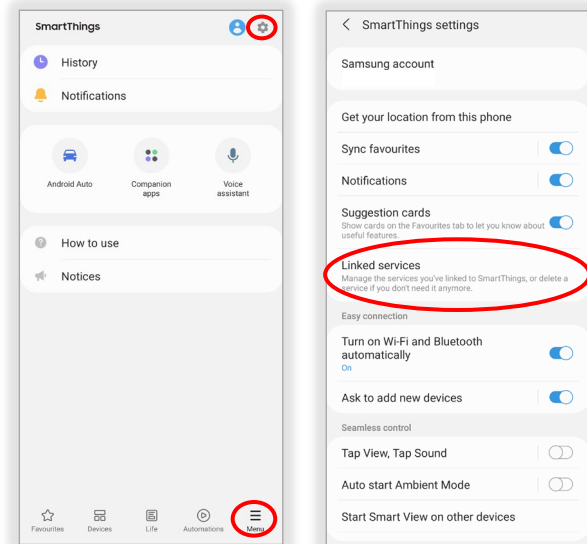 SmartThings
History
Notifications
Android Auto
Companion
apps
Voice
assistant
How to use
Notices
Favourites
Devices
Life
Automations
Menu
SmartThings settings
Samsung account
Get your location from this phone
Sync favourites
Notifications
Suggestion cards
Show cards on the Favourites tab to let you know about
useful features.
Linked services
Manage the services you've linked to SmartThings, or delete a
service if you don't need it anymore.
Easy connection
Turn on Wi-Fi and Bluetooth
automatically
On
Ask to add new devices
Seamless control
Tap View, Tap Sound
Auto start Ambient Mode
Start Smart View on other devices